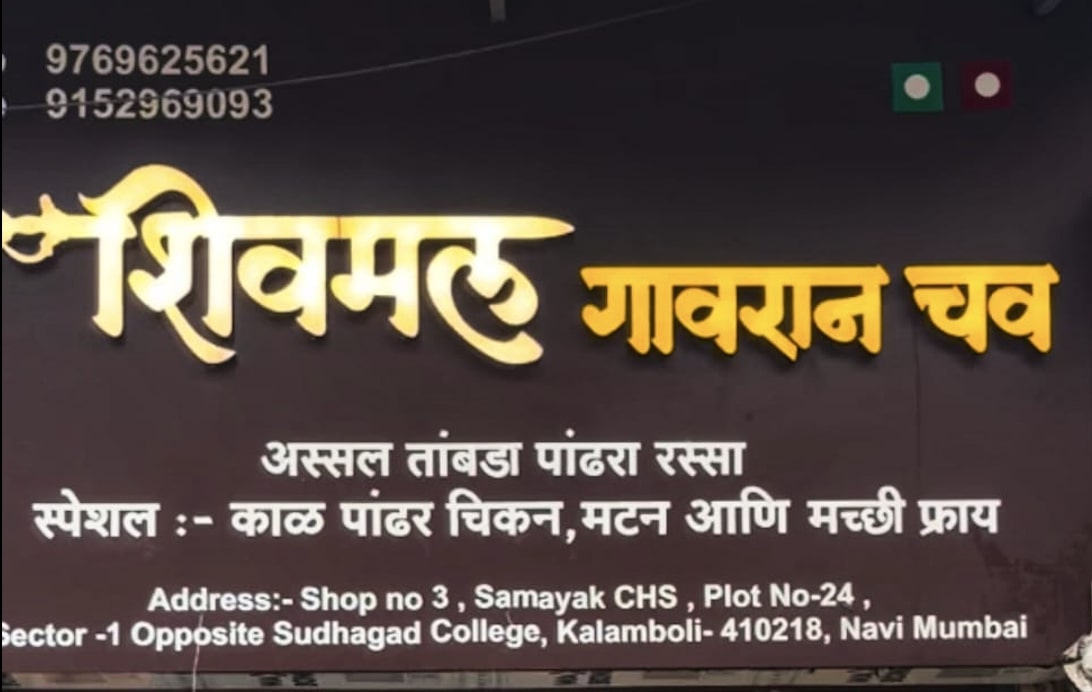 9769625621
9152969093
शिवमल गावरान चव
अस्सल तांबडा पांढरा रस्सा
स्पेशल :- काळ पांढर चिकन,मटन आणि मच्छी फ्राय
Address:- Shop no 3 , Samayak CHS , Plot No-24 ,
Sector -1 Opposite Sudhagad College, Kalamboli- 410218, Navi Mumbai